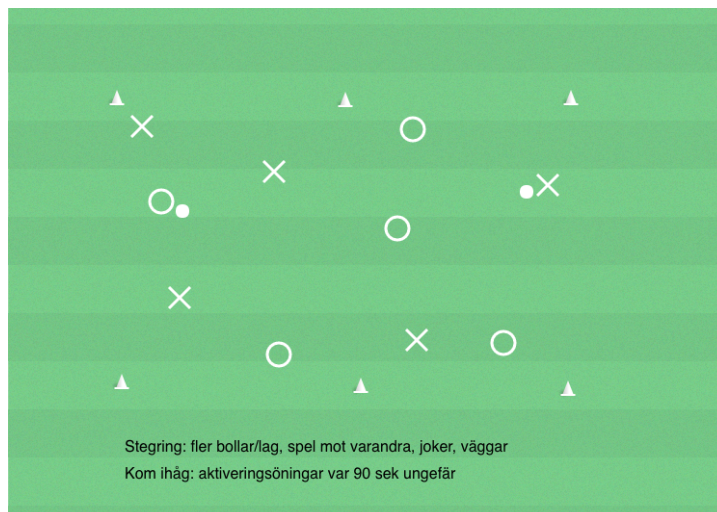 Stegring: fler bollar/lag, spel mot varandra, joker, väggar
Kom ihåg: aktiveringsöningar var 90 sek ungefär